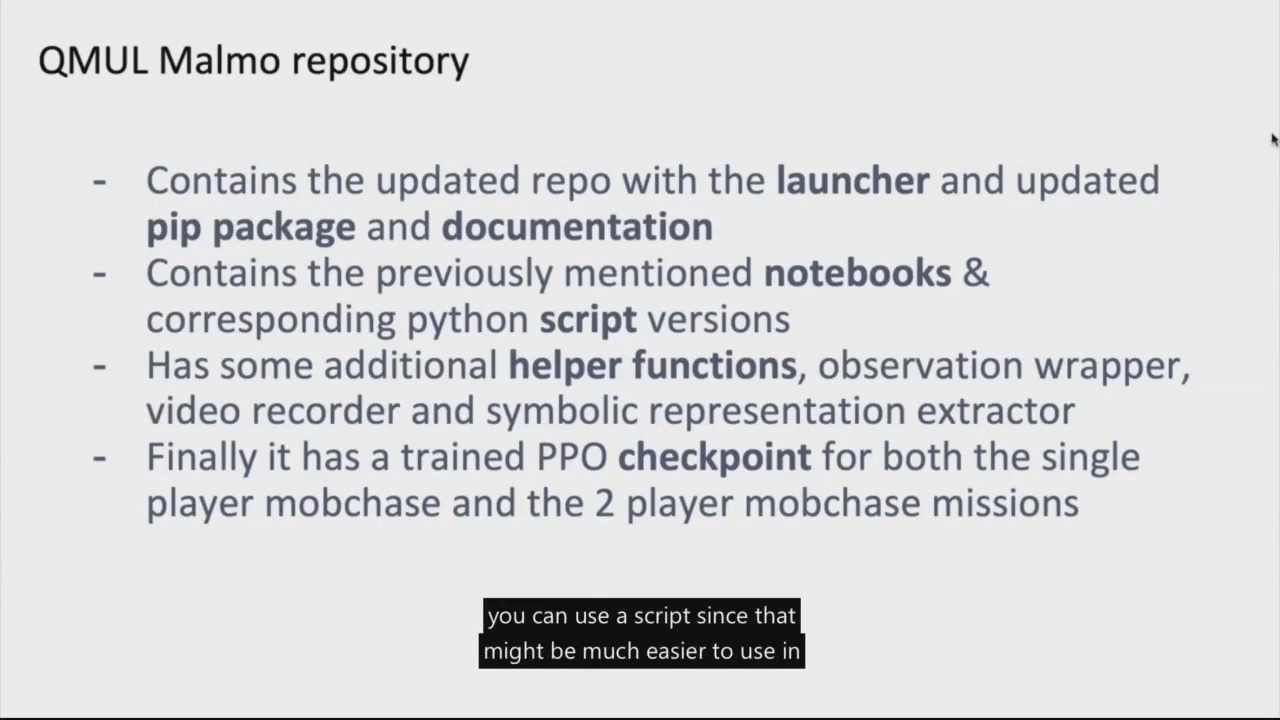 QMUL Malmo repository
- Contains the updated repo with the launcher and updated
pip package and documentation
- Contains the previously mentioned notebooks &
corresponding python script versions
- Has some additional helper functions, observation wrapper,
video recorder and symbolic representation extractor
- Finally it has a trained PPO checkpoint for both the single
player mobchase and the 2 player mobchase missions
you can use a script since that
might be much easier to use in